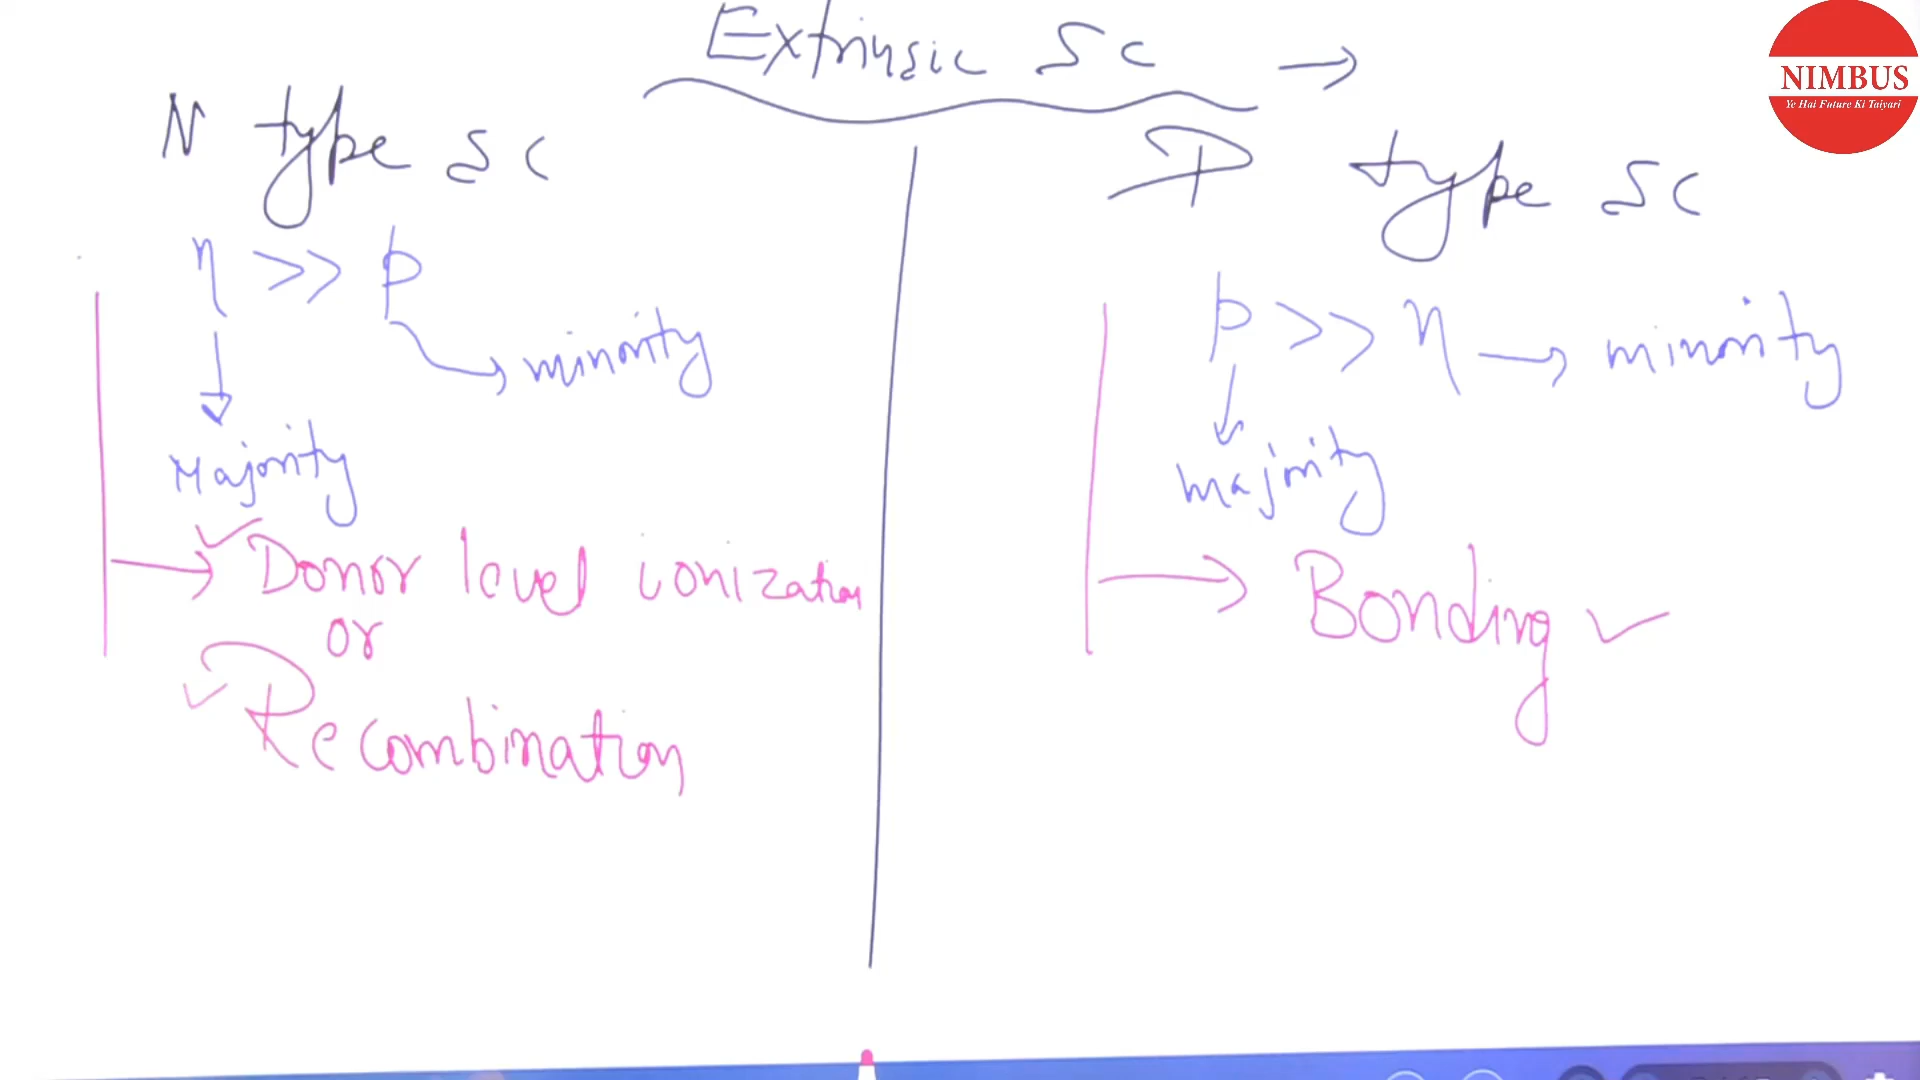 Extrinsic SC →
NIMBUS
Ye Hai Future Ki Taiyari
N type SC
n >> p
minority
Majority
Donor level ionization
or
Recombination
P type SC
p >> n → minority
majority
Bonding ✓